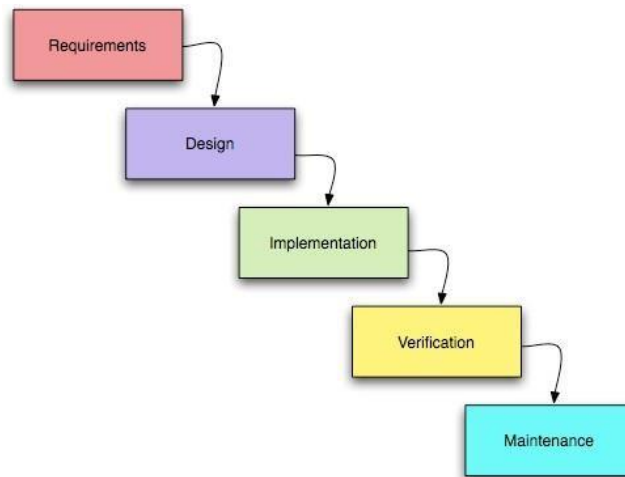 Requirements
Design
Implementation
Verification
Maintenance